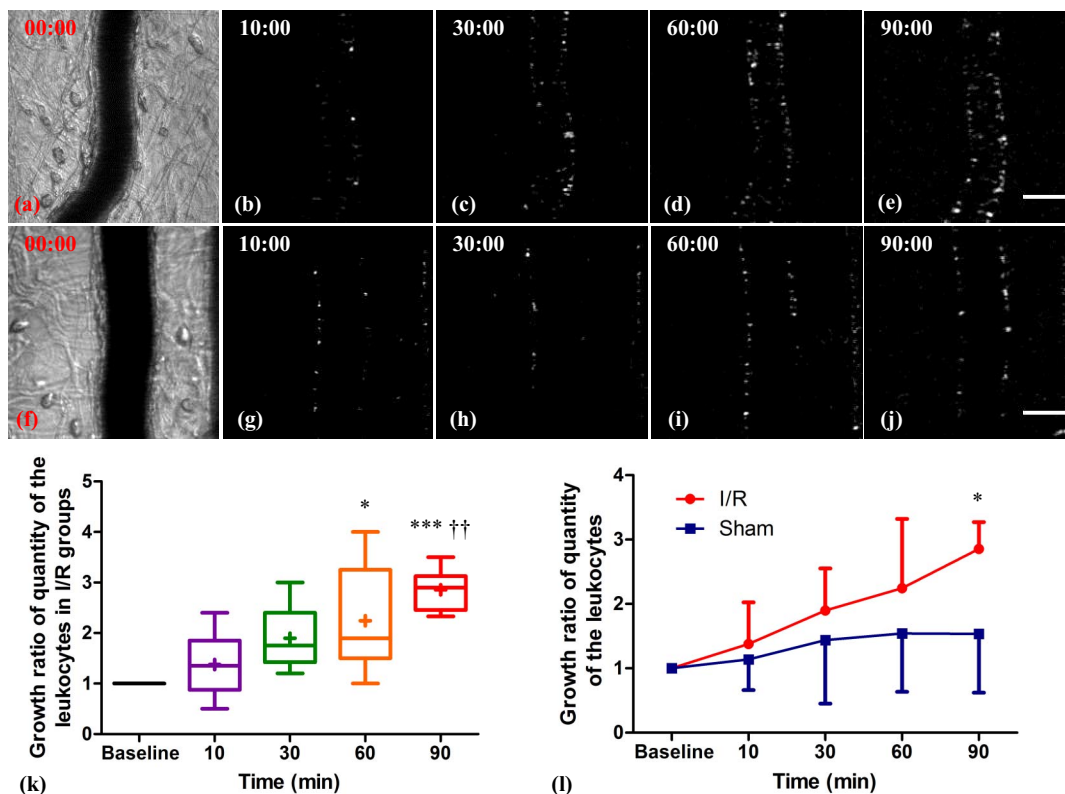 00:00
10:00
30:00
60:00
90:00
(a)
(b)
(c)
(d)
(e)
00:00
10:00
30:00
60:00
90:00
(f)
(g)
(h)
(i)
(j)
Growth ratio of quantity of the
leukocytes in I/R groups
5
4
3
2
1
0
*
*** ††
Baseline 10 30 60 90
Time (min)
(k)
Growth ratio of quantity
of the leukocytes
4
3
2
1
0
I/R
Sham
*
Baseline 10 30 60 90
Time (min)
(l)